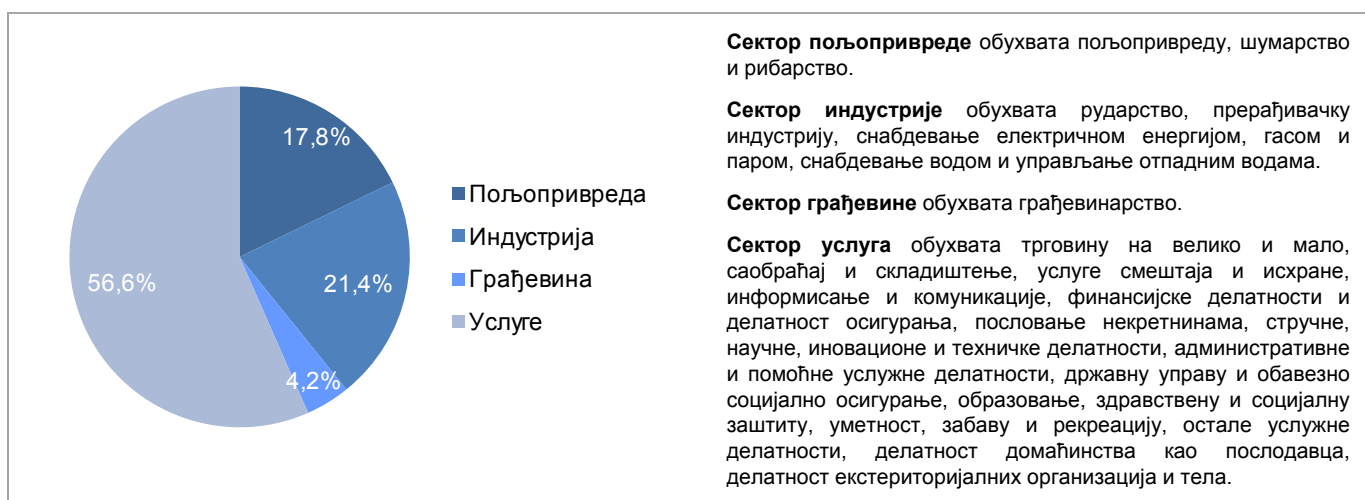 17,8%
21,4%
4,2%
56,6%
Пољопривреда
Индустрија
Грађевина
Услуге
Сектор пољопривреде обухвата пољопривреду, шумарство
и рибарство.
Сектор индустрије обухвата рударство, прерађивачку
индустрију, снабдевање електричном енергијом, гасом и
паром, снабдевање водом и управљање отпадним водама.
Сектор грађевине обухвата грађевинарство.
Сектор услуга обухвата трговину на велико и мало,
саобраћај и складиштење, услуге смештаја и исхране,
информисање и комуникације, финансијске делатности и
делатност осигурања, пословање некретнинама, стручне,
научне, иновационе и техничке делатности, административне
и помоћне услужне делатности, државну управу и обавезно
социјално осигурање, образовање, здравствену и социјалну
заштиту, уметност, забаву и рекреацију, остале услужне
делатности, делатност домаћинства као послодавца,
делатност екстериторијалних организација и тела.